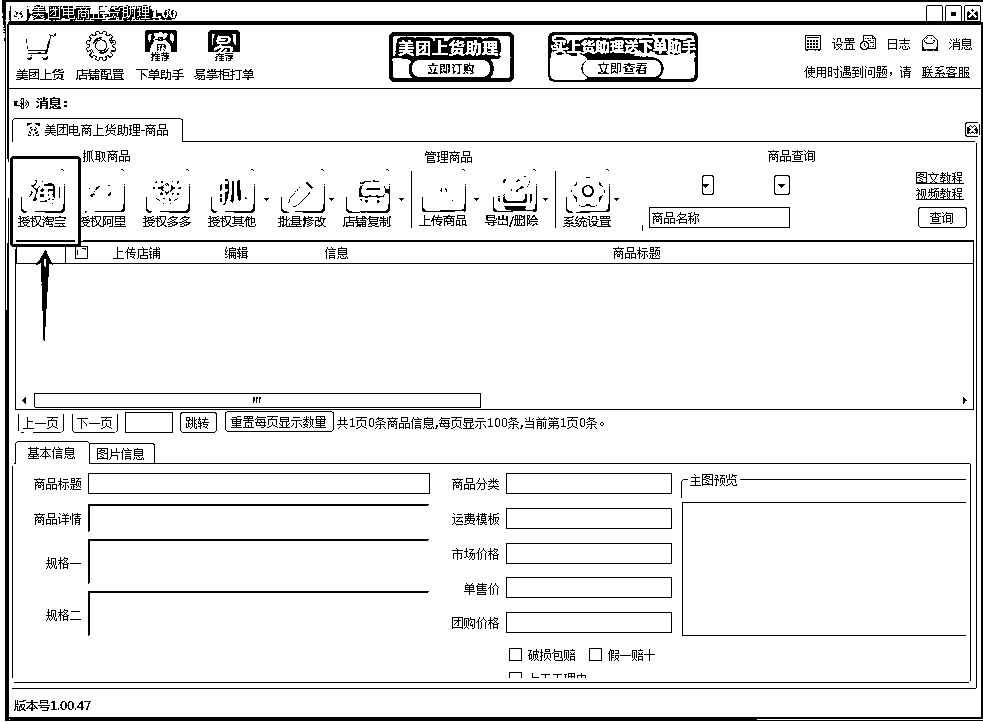 美团电商上货助理1.00
美团上货 店铺配置 推荐 下单助手 推荐 易掌柜打单
美团上货助理 立即订购
买上货助理送下单助手 立即查看
设置 日志 消息
使用时遇到问题，请 联系客服
消息：
美团电商上货助理-商品
抓取商品 管理商品 商品查询
淘 抓
授权淘宝 授权阿里 授权多多 授权其他 批量修改 店铺复制 上传商品 导出/删除 系统设置
商品名称
图文教程
视频教程
查询
上传店铺 编辑 信息 商品标题
上一页 下一页 跳转 重置每页显示数量 共1页0条商品信息,每页显示100条,当前第1页0条。
基本信息 图片信息
商品标题 商品分类 主图预览
商品详情 运费模板
规格一 市场价格
单售价
规格二 团购价格
破损包赔 假一赔十
版本号1.00.47